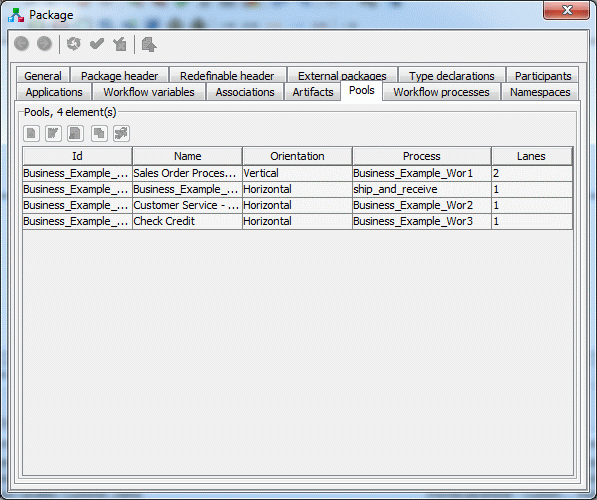 Package
General Package header Redefinable header External packages Type declarations Participants
Applications Workflow variables Associations Artifacts Pools Workflow processes Namespaces
Pools, 4 element(s)
Id Name Orientation Process Lanes
Business_Example_... Sales Order Proces... Vertical Business_Example_Wor1 2
Business_Example_... Business_Example_... Horizontal ship_and_receive 1
Business_Example_... Customer Service - ... Horizontal Business_Example_Wor2 1
Business_Example_... Check Credit Horizontal Business_Example_Wor3 1